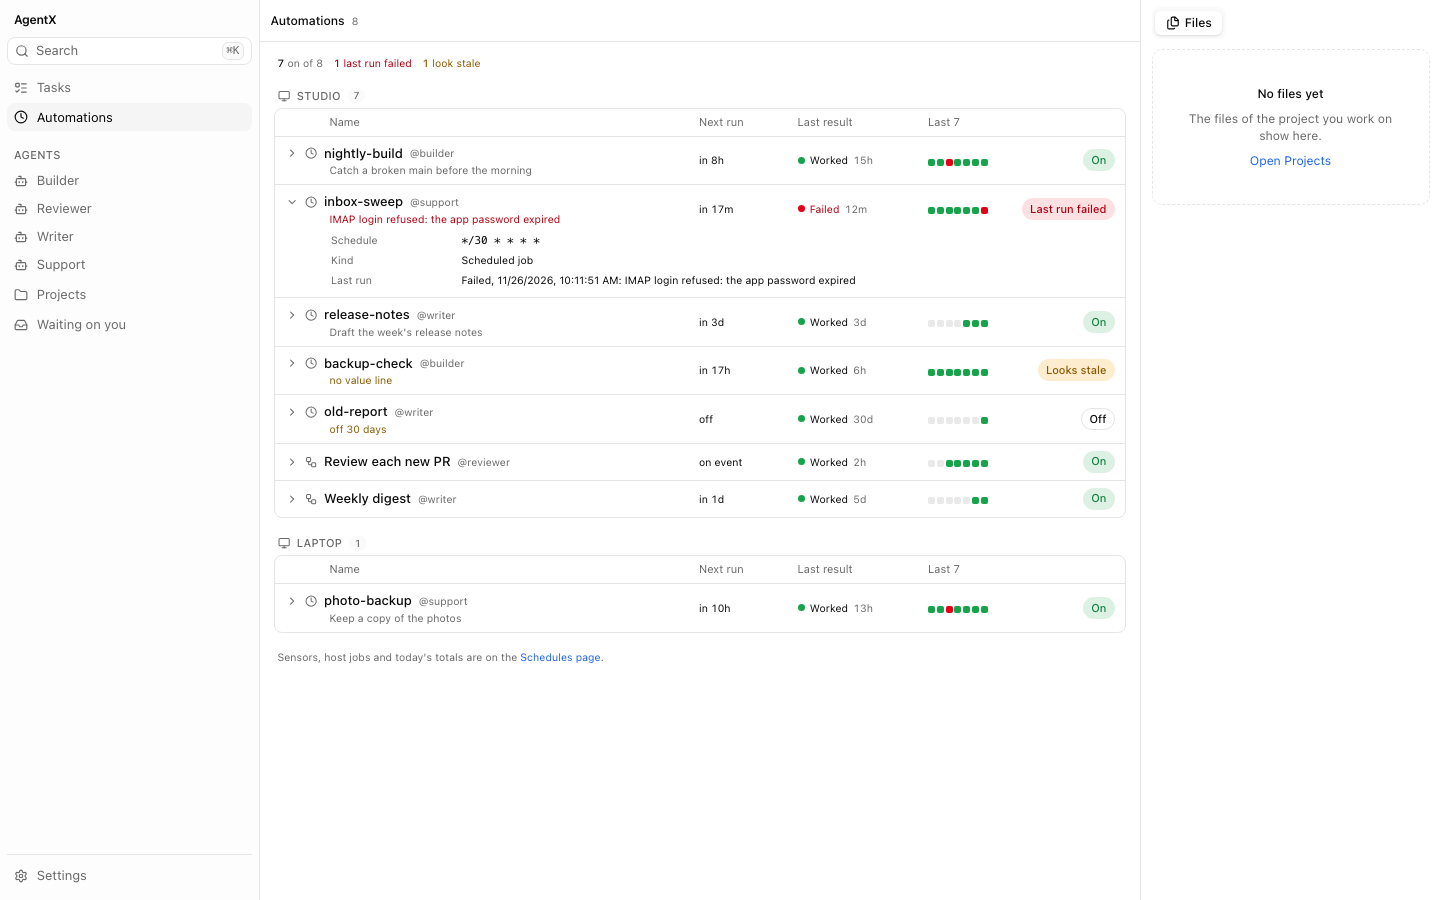 AgentX
Search ⌘K
Tasks
Automations
AGENTS
Builder
Reviewer
Writer
Support
Projects
Waiting on you
Settings
Automations 8
7 on of 8 1 last run failed 1 look stale
STUDIO 7
Name Next run Last result Last 7
nightly-build @builder
Catch a broken main before the morning
in 8h Worked 15h On
inbox-sweep @support
IMAP login refused: the app password expired
in 17m Failed 12m Last run failed
Schedule */30 * * * *
Kind Scheduled job
Last run Failed, 11/26/2026, 10:11:51 AM: IMAP login refused: the app password expired
release-notes @writer
Draft the week's release notes
in 3d Worked 3d On
backup-check @builder
no value line
in 17h Worked 6h Looks stale
old-report @writer
off 30 days
off Worked 30d Off
Review each new PR @reviewer on event Worked 2h On
Weekly digest @writer in 1d Worked 5d On
LAPTOP 1
Name Next run Last result Last 7
photo-backup @support
Keep a copy of the photos
in 10h Worked 13h On
Sensors, host jobs and today's totals are on the Schedules page.
Files
No files yet
The files of the project you work on
show here.
Open Projects